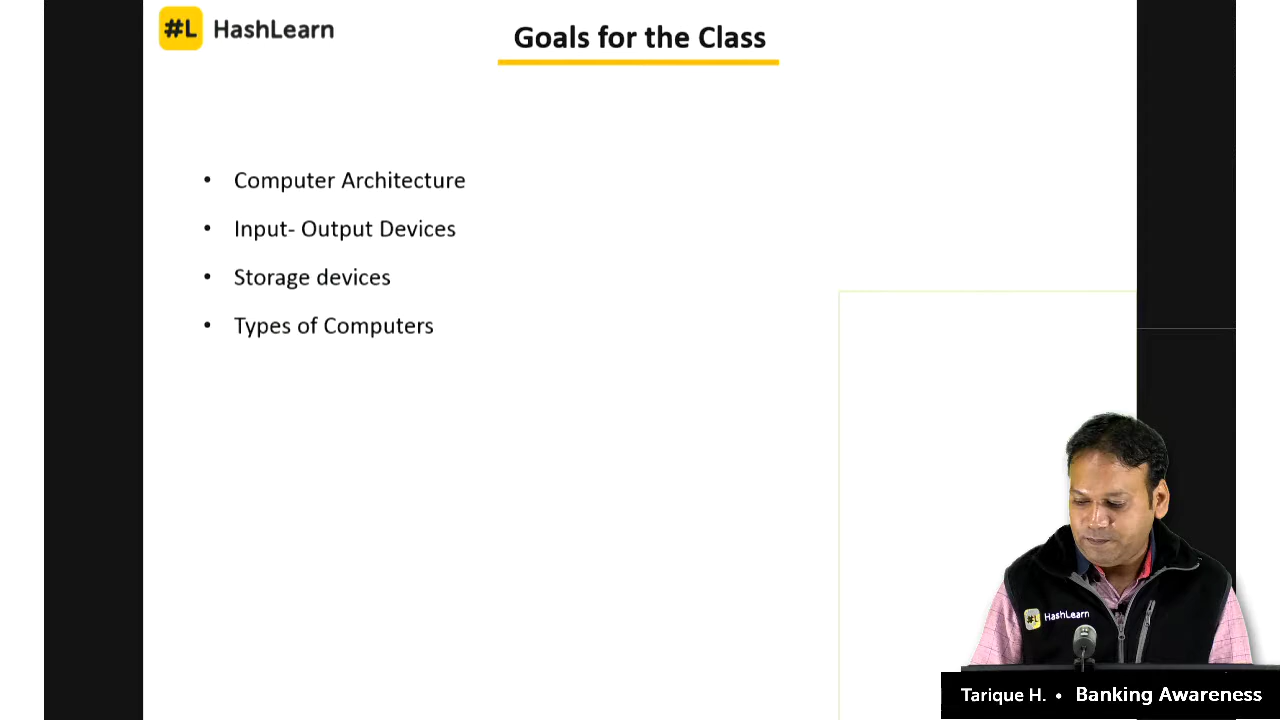 #L HashLearn
Goals for the Class
• Computer Architecture
• Input- Output Devices
• Storage devices
• Types of Computers
#L HashLearn
Tarique H. • Banking Awareness